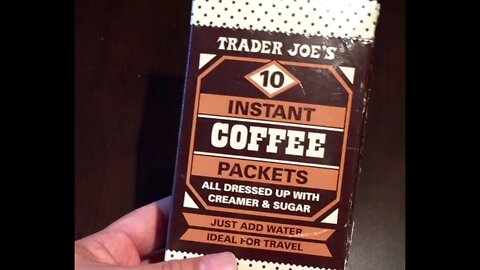 TRADER JOE'S
10
INSTANT
COFFEE
PACKETS
ALL DRESSED UP WITH
CREAMER & SUGAR
JUST ADD WATER
IDEAL FOR TRAVEL